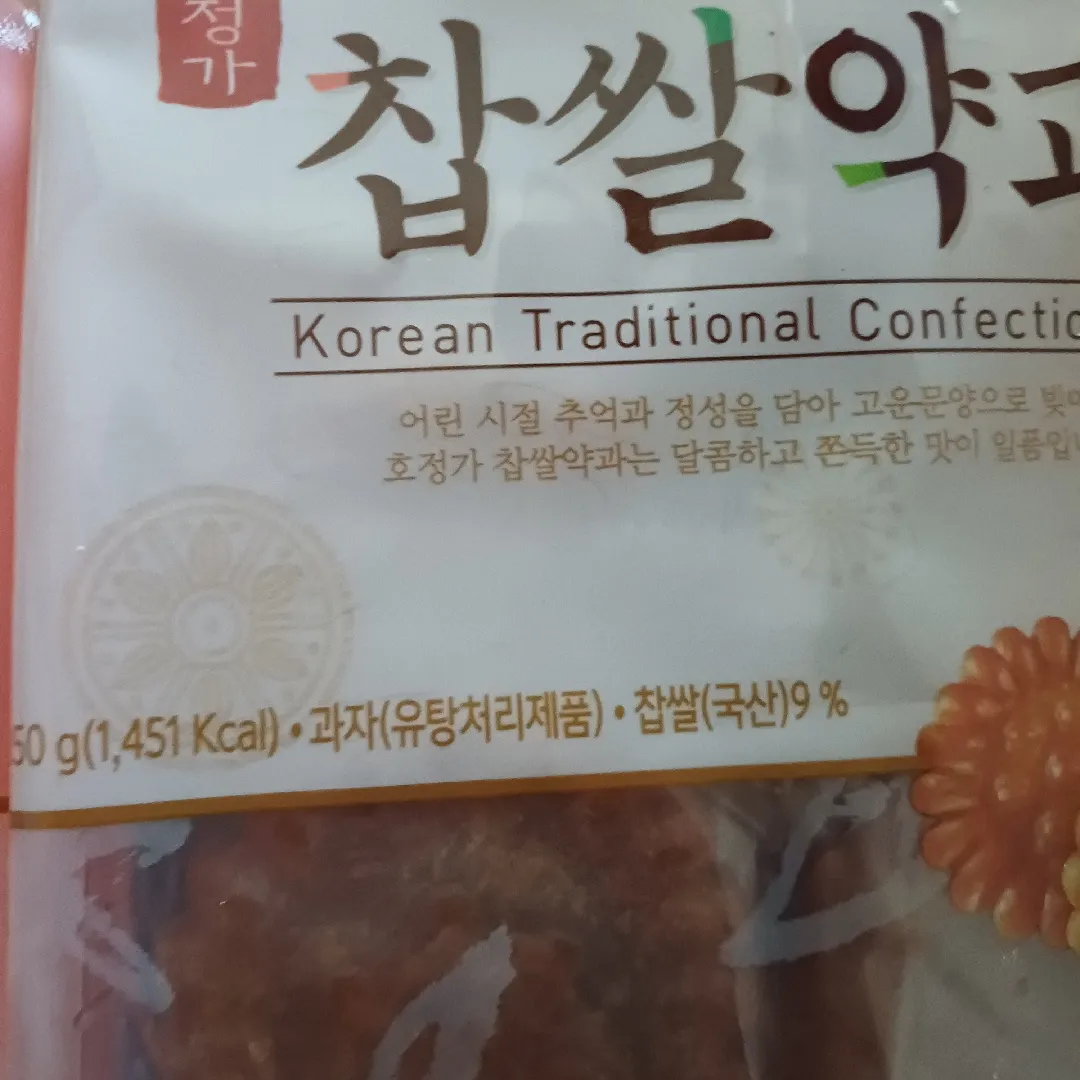 정가
찹쌀약
Korean Traditional Confectio
어린 시절 추억과 정성을 담아 고운문양으로
호정가 찹쌀약과는 달콤하고 쫀득한 맛이 일품입
50 g(1,451 Kcal) • 과자(유탕처리제품) • 찹쌀(국산)9 %